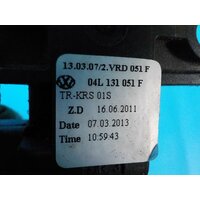 13.03.07/2.VRD 051 F
04L 131 051 F
TR-KRS 01S
Z.D 16.06.2011
Date 07.03.2013
Time 10:59:43